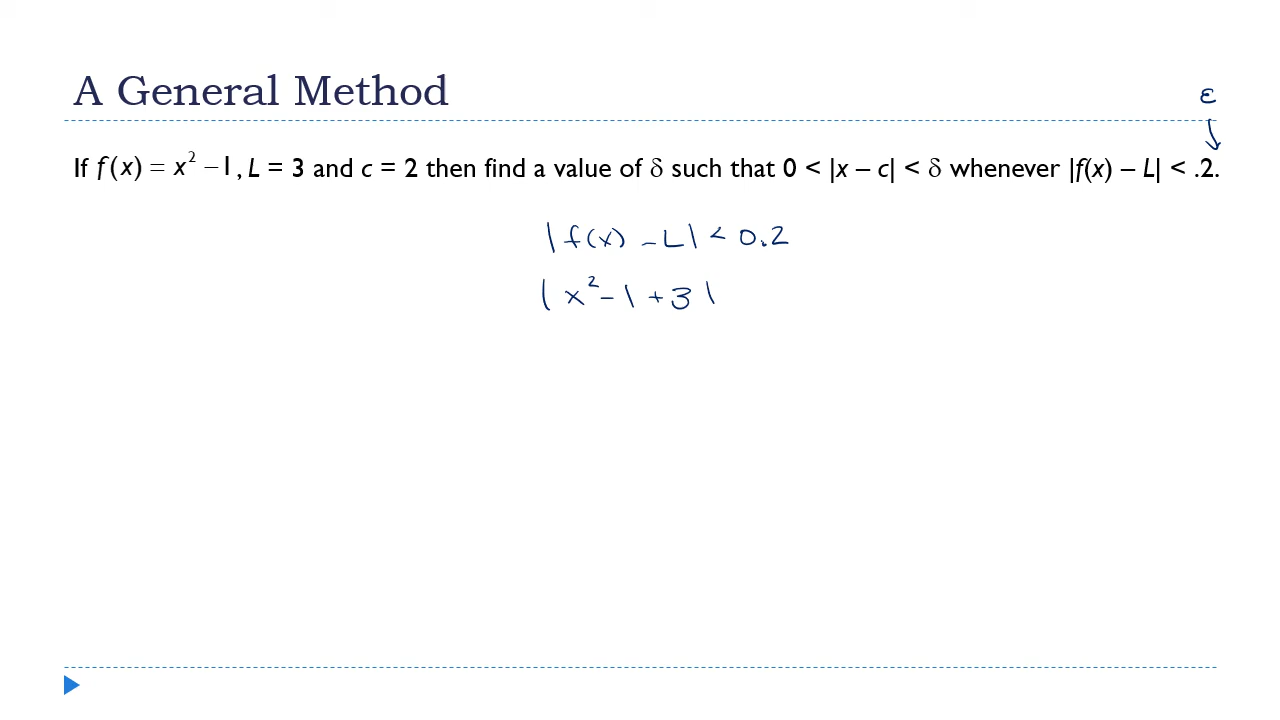 A General Method
ε
If f(x) = x² − 1, L = 3 and c = 2 then find a value of δ such that 0 < |x – c| < δ whenever |f(x) – L| < .2.
| f(x) – L | < 0.2
| x² - 1 + 3 |